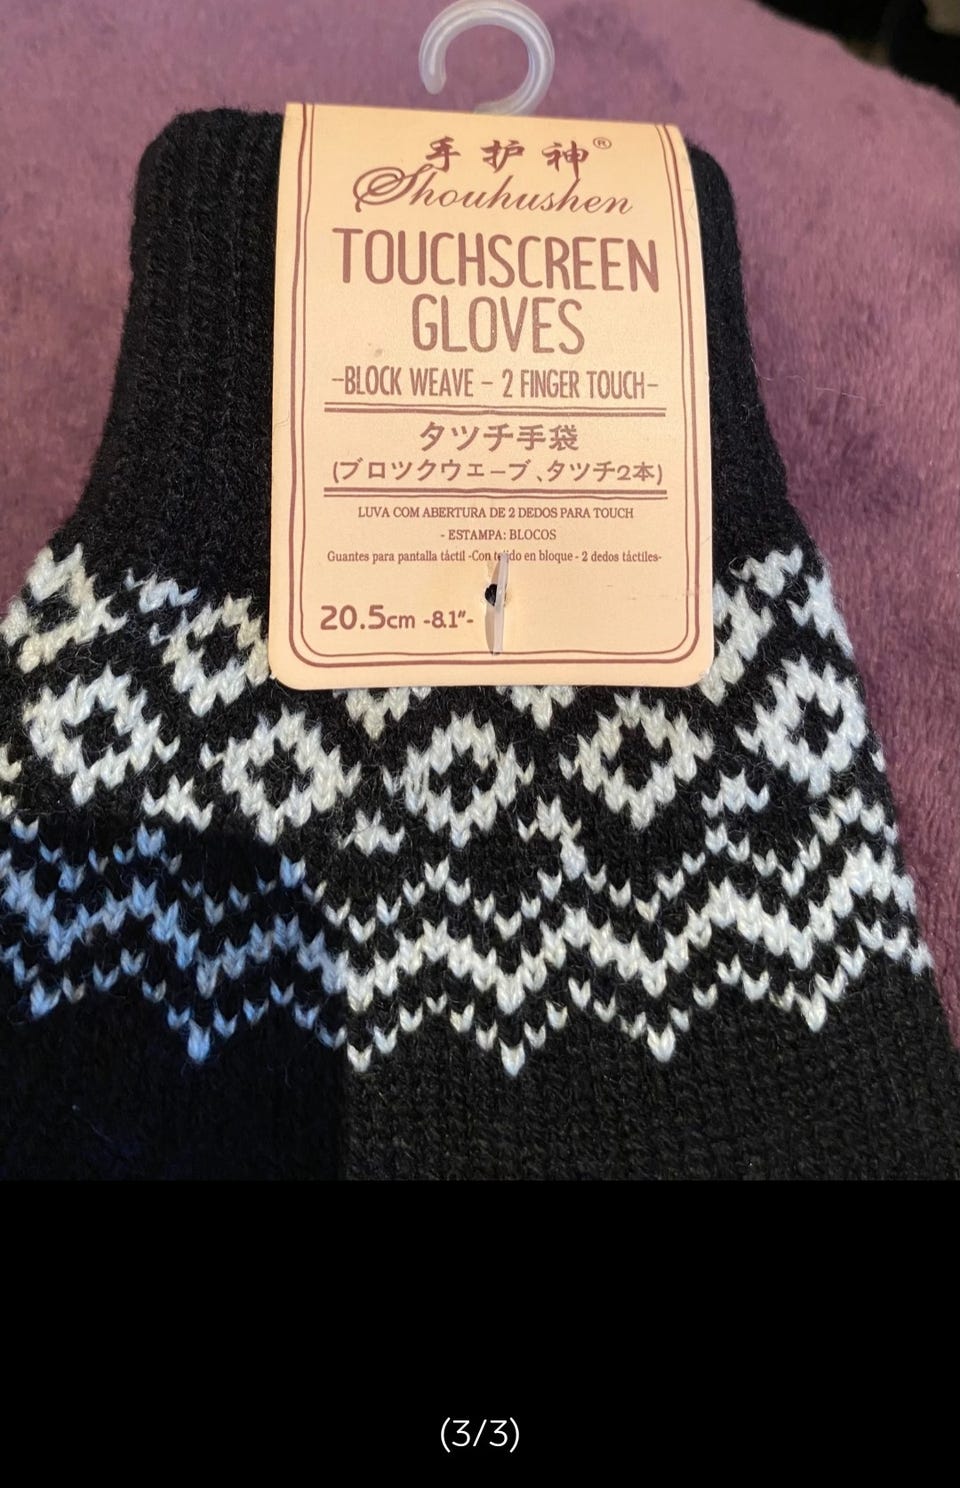 手护神®
Shouhushen
TOUCHSCREEN
GLOVES
-BLOCK WEAVE - 2 FINGER TOUCH-
タツチ手袋
(ブロツクウエーブ、タツチ2本)
LUVA COM ABERTURA DE 2 DEDOS PARA TOUCH
- ESTAMPA: BLOCOS
Guantes para pantalla táctil -Con tejido en bloque - 2 dedos táctiles-
20.5cm -8.1"-
(3/3)